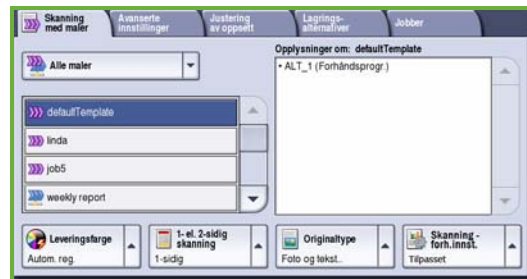 Skanning
med maler
Avanserte
innstillinger
Justering
av oppsett
Lagrings-
alternativer
Jobber
Alle maler
Opplysninger om: defaultTemplate
• ALT_1 (Forhåndsprogr.)
defaultTemplate
linda
job5
weekly report
Leveringsfarge
Autom. reg.
1- el. 2-sidig
skanning
1-sidig
Originaltype
Foto og tekst..
Skanning -
forh.innst.
Tilpasset